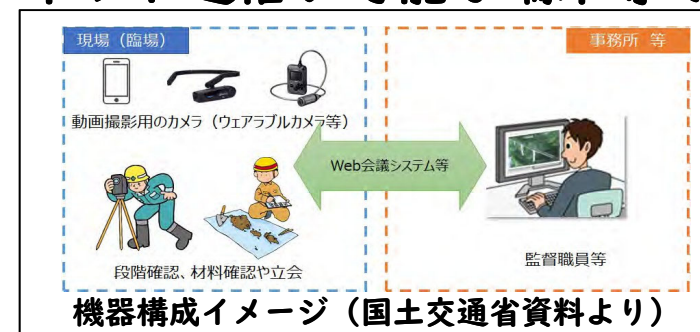 現場（臨場）
事務所 等
動画撮影用のカメラ（ウェアラブルカメラ等）
Web会議システム等
段階確認、材料確認や立会
監督職員等
機器構成イメージ（国土交通省資料より）